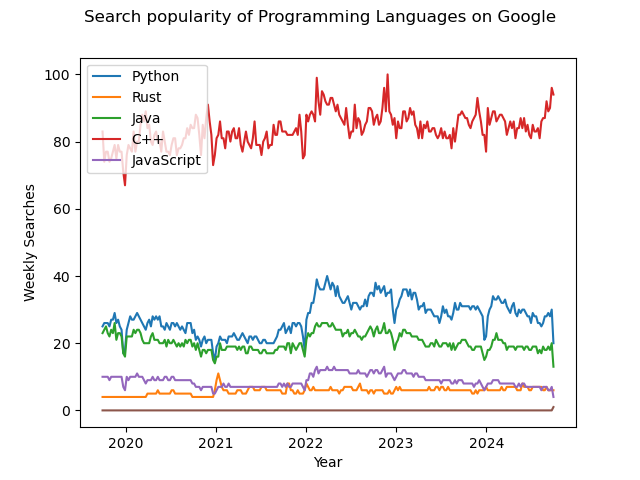 Search popularity of Programming Languages on Google
Python
Rust
Java
C++
JavaScript
100
80
60
40
20
0
Weekly Searches
2020 2021 2022 2023 2024
Year